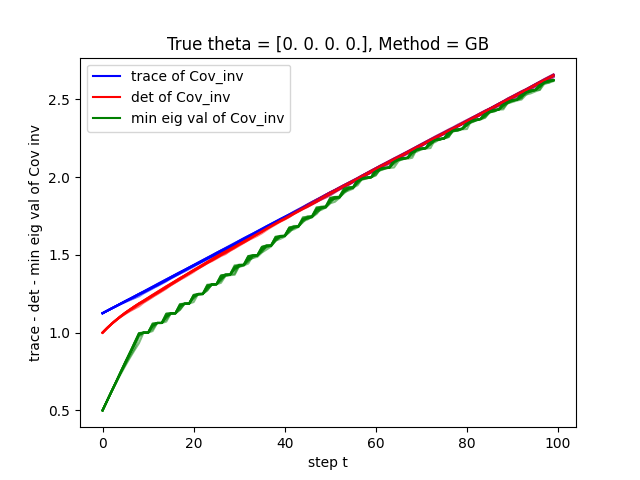 True theta = [0. 0. 0. 0.], Method = GB
trace of Cov_inv
det of Cov_inv
min eig val of Cov_inv
trace - det - min eig val of Cov inv
2.5
2.0
1.5
1.0
0.5
0 20 40 60 80 100
step t